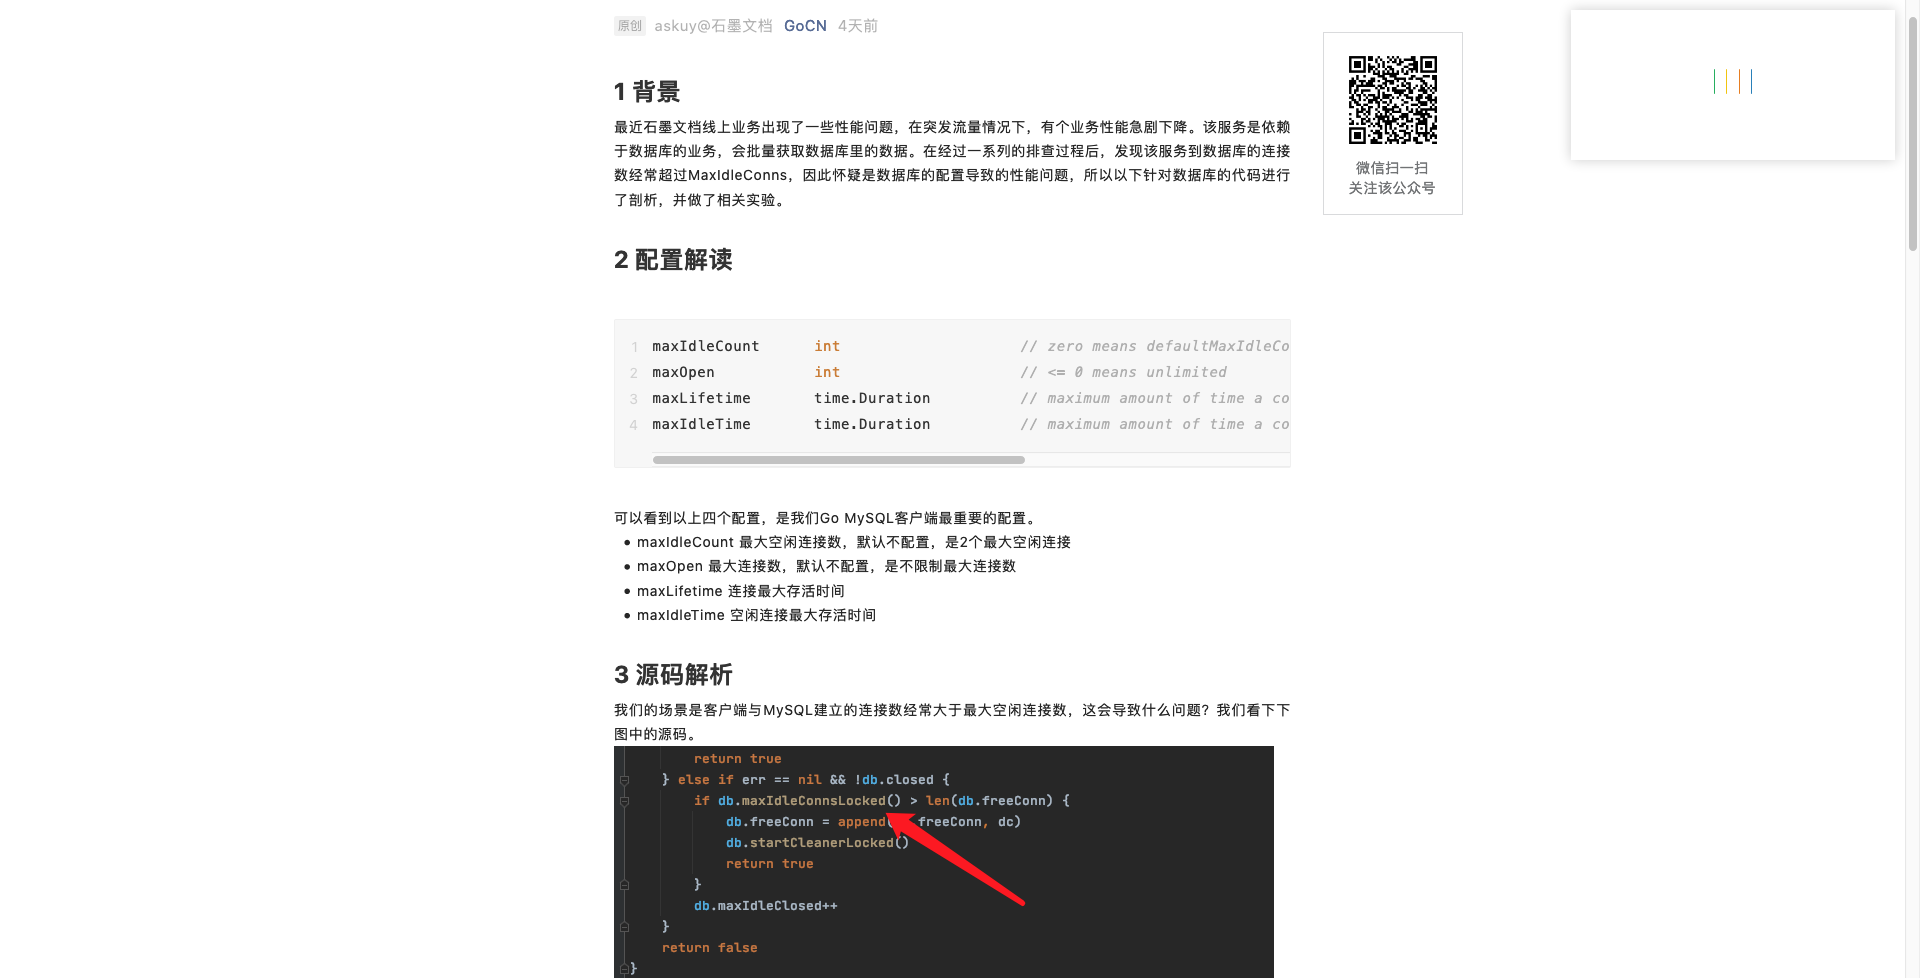 原创 askuy@石墨文档 GoCN 4天前
1 背景
最近石墨文档线上业务出现了一些性能问题，在突发流量情况下，有个业务性能急剧下降。该服务是依赖
于数据库的业务，会批量获取数据库里的数据。在经过一系列的排查过程后，发现该服务到数据库的连接
数经常超过MaxIdleConns，因此怀疑是数据库的配置导致的性能问题，所以以下针对数据库的代码进行
了剖析，并做了相关实验。
微信扫一扫
关注该公众号
2 配置解读
1 maxIdleCount int // zero means defaultMaxIdleCo
2 maxOpen int // <= 0 means unlimited
3 maxLifetime time.Duration // maximum amount of time a co
4 maxIdleTime time.Duration // maximum amount of time a co
可以看到以上四个配置，是我们Go MySQL客户端最重要的配置。
• maxIdleCount 最大空闲连接数，默认不配置，是2个最大空闲连接
• maxOpen 最大连接数，默认不配置，是不限制最大连接数
• maxLifetime 连接最大存活时间
• maxIdleTime 空闲连接最大存活时间
3 源码解析
我们的场景是客户端与MySQL建立的连接数经常大于最大空闲连接数，这会导致什么问题？我们看下下
图中的源码。
return true
} else if err == nil && !db.closed {
if db.maxIdleConnsLocked() > len(db.freeConn) {
db.freeConn = append( freeConn, dc)
db.startCleanerLocked()
return true
}
db.maxIdleClosed++
}
return false
}